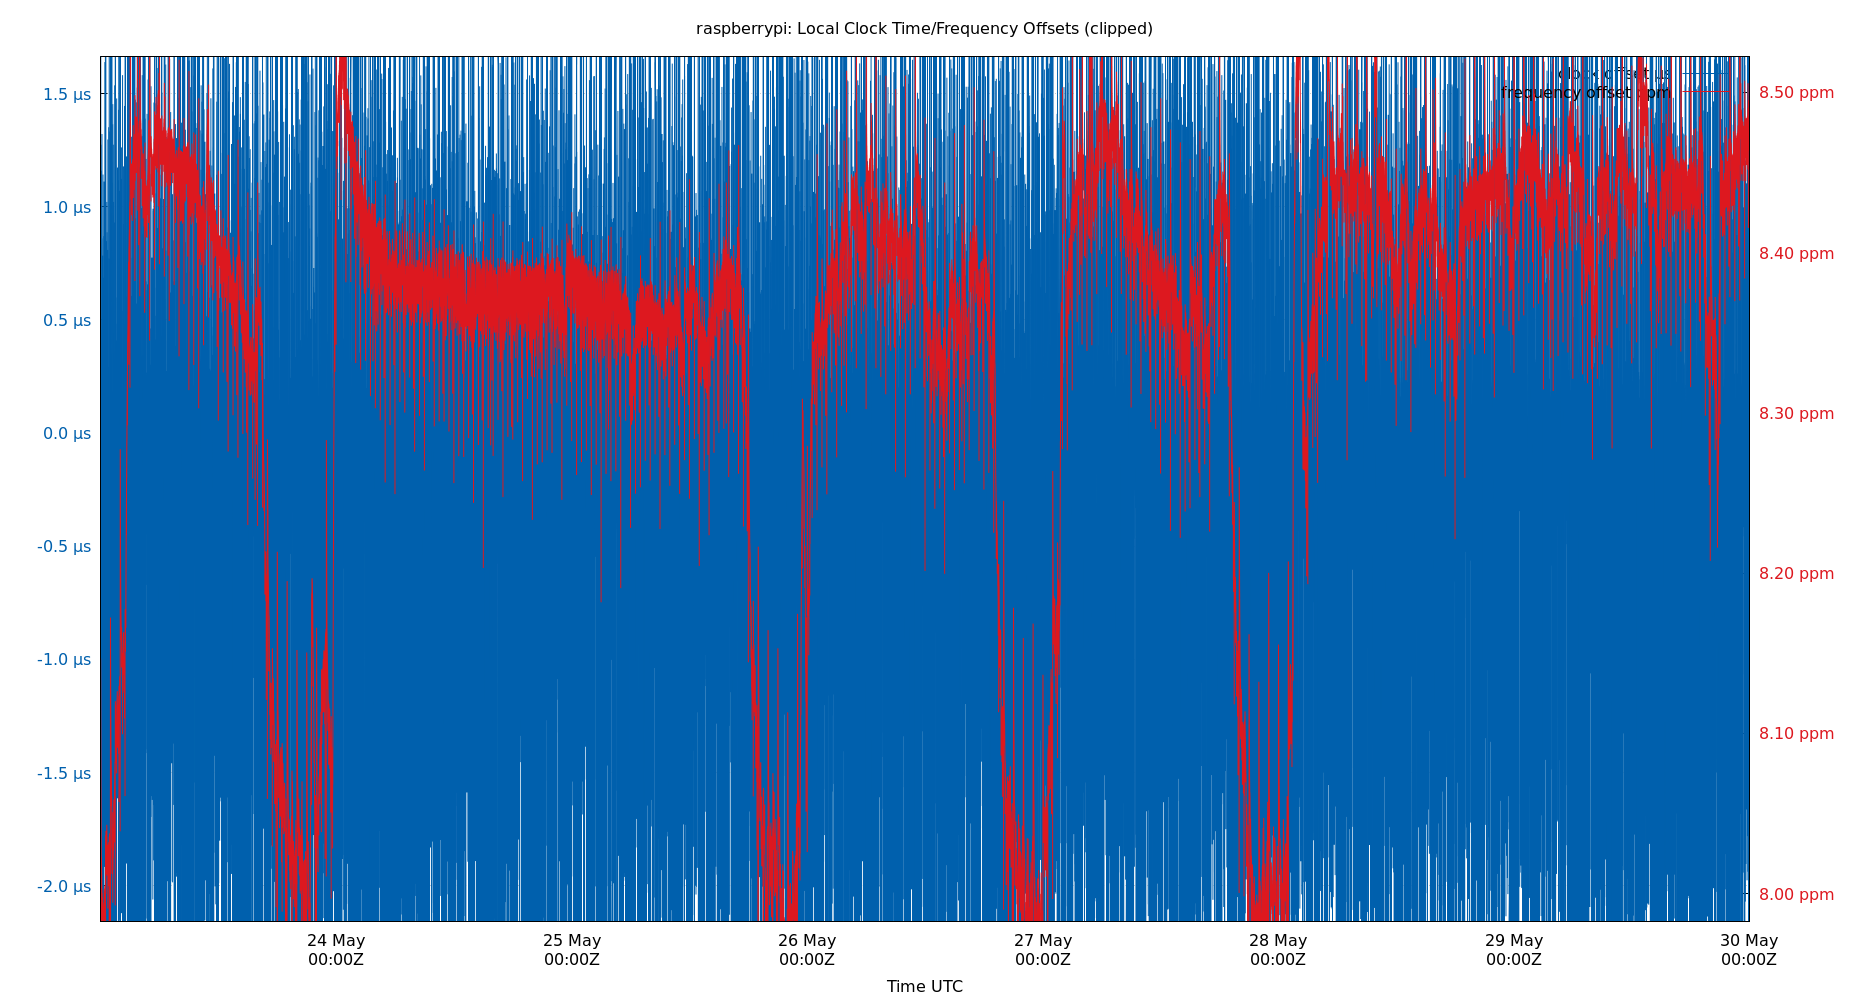 raspberrypi: Local Clock Time/Frequency Offsets (clipped)
clock offset µs
frequency offset ppm
1.5 µs
1.0 µs
0.5 µs
0.0 µs
-0.5 µs
-1.0 µs
-1.5 µs
-2.0 µs
8.50 ppm
8.40 ppm
8.30 ppm
8.20 ppm
8.10 ppm
8.00 ppm
24 May
00:00Z
25 May
00:00Z
26 May
00:00Z
27 May
00:00Z
28 May
00:00Z
29 May
00:00Z
30 May
00:00Z
Time UTC